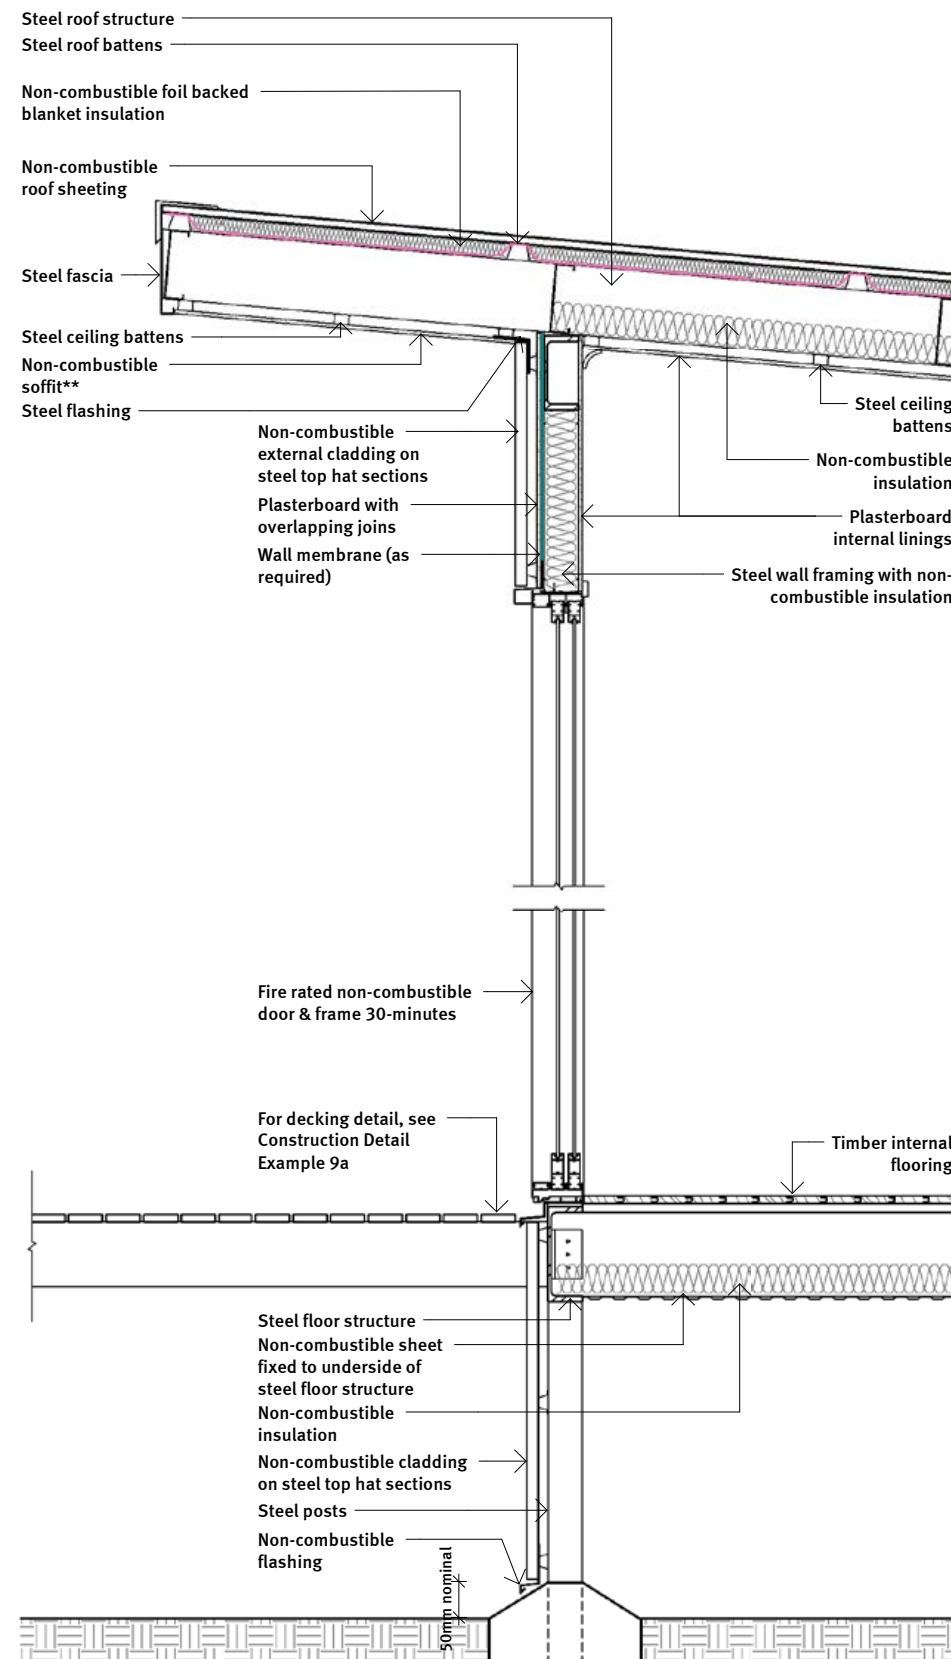 Steel roof structure
Steel roof battens
Non-combustible foil backed
blanket insulation
Non-combustible
roof sheeting
Steel fascia
Steel ceiling battens
Non-combustible
soffit**
Steel flashing
Non-combustible
external cladding on
steel top hat sections
Plasterboard with
overlapping joins
Wall membrane (as
required)
Steel ceiling
battens
Non-combustible
insulation
Plasterboard
internal linings
Steel wall framing with non-
combustible insulation
Fire rated non-combustible
door & frame 30-minutes
For decking detail, see
Construction Detail
Example 9a
Timber internal
flooring
Steel floor structure
Non-combustible sheet
fixed to underside of
steel floor structure
Non-combustible
insulation
Non-combustible cladding
on steel top hat sections
Steel posts
Non-combustible
flashing
50mm nominal